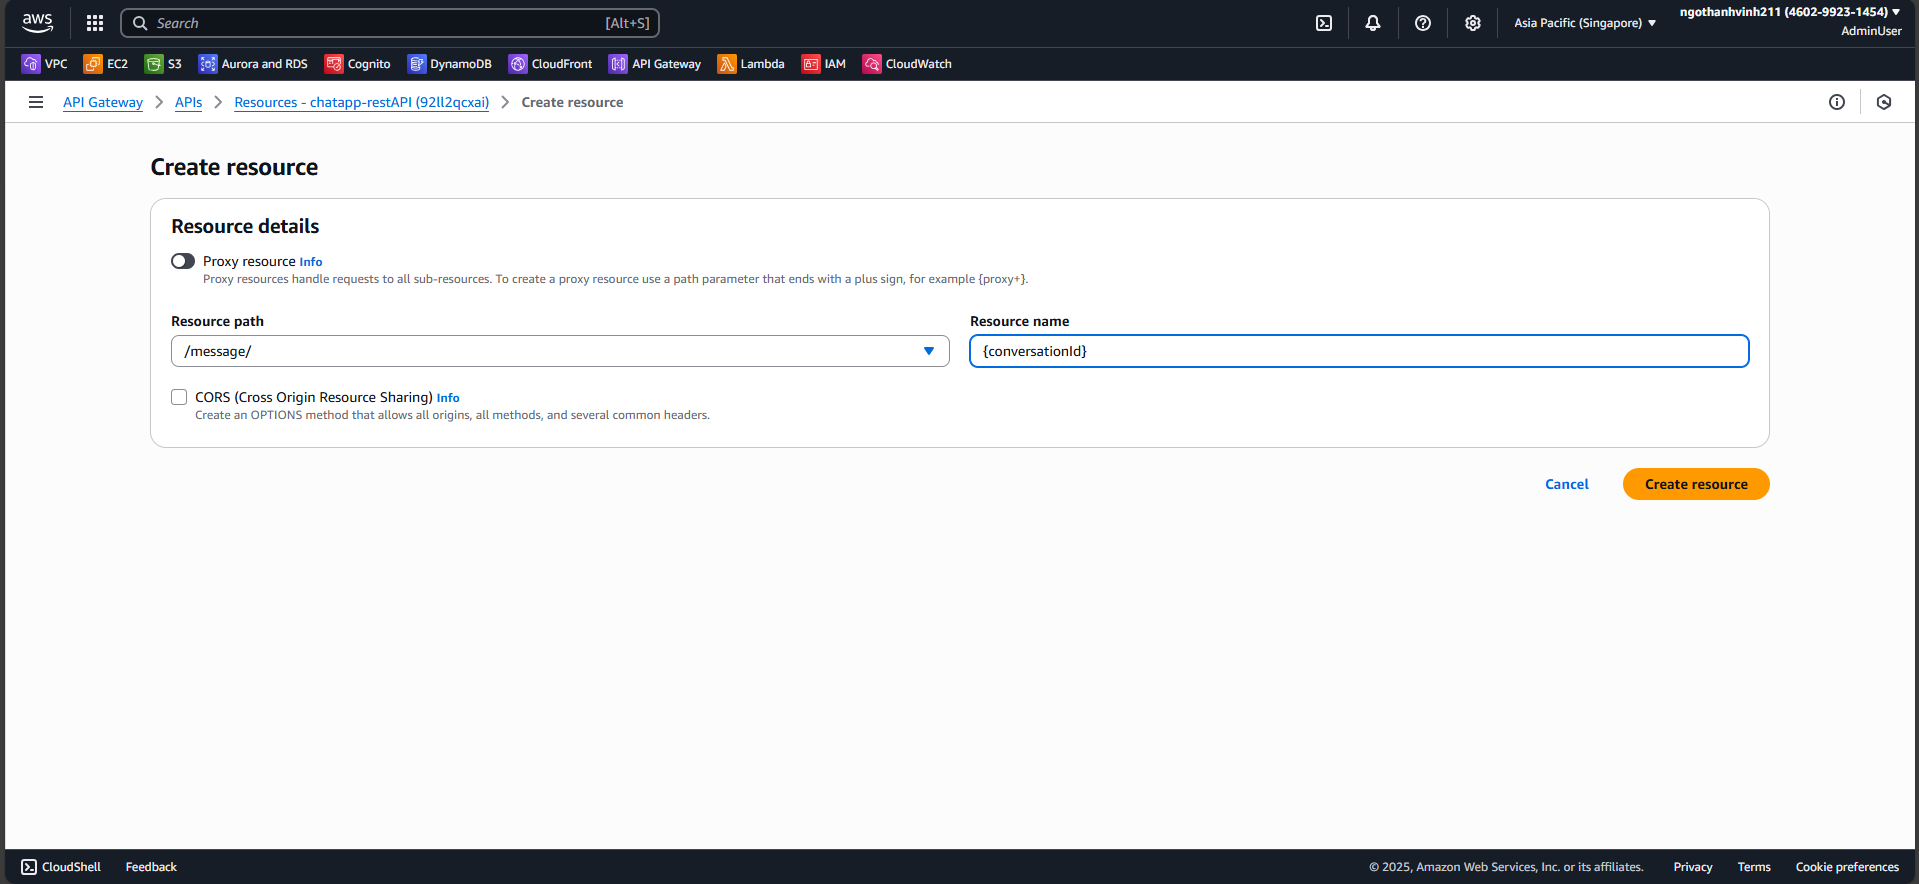 aws
Search [Alt+S]
Asia Pacific (Singapore)
ngothanhvinh211 (4602-9923-1454)
AdminUser
VPC EC2 S3 Aurora and RDS Cognito DynamoDB CloudFront API Gateway Lambda IAM CloudWatch
API Gateway > APIs > Resources - chatapp-restAPI (92ll2qcxai) > Create resource
Create resource
Resource details
Proxy resource Info
Proxy resources handle requests to all sub-resources. To create a proxy resource use a path parameter that ends with a plus sign, for example {proxy+}.
Resource path
/message/
Resource name
{conversationId}
CORS (Cross Origin Resource Sharing) Info
Create an OPTIONS method that allows all origins, all methods, and several common headers.
Cancel Create resource
CloudShell Feedback © 2025, Amazon Web Services, Inc. or its affiliates. Privacy Terms Cookie preferences